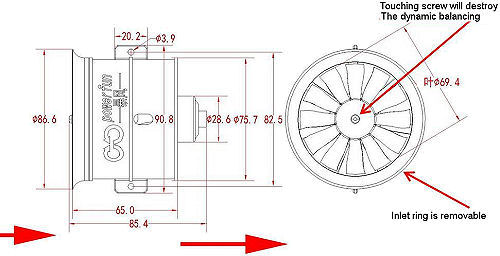 Touching screw will destroy
The dynamic balancing
20.2
ϕ3.9
powerfun
ϕ69.4
ϕ86.6
90.8
ϕ28.6
ϕ75.7
82.5
65.0
85.4
Inlet ring is removable